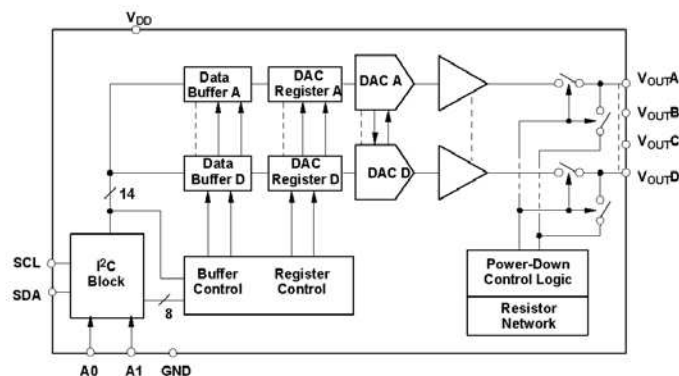 VDD
Data
Buffer A
DAC
Register A
DAC A
VOUTA
VOUTB
VOUTC
VOUTD
Data
Buffer D
DAC
Register D
DAC D
14
SCL
SDA
I²C
Block
8
Buffer
Control
Register
Control
Power-Down
Control Logic
Resistor
Network
A0
A1
GND